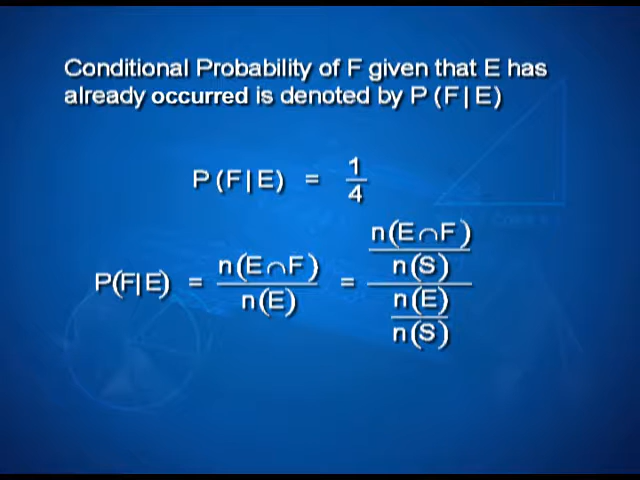 Conditional Probability of F given that E has
already occurred is denoted by P (F|E)
P (F|E) = 1/4
P(F|E) = n(E∩F)/n(E) = (n(E∩F)/n(S))/(n(E)/n(S))